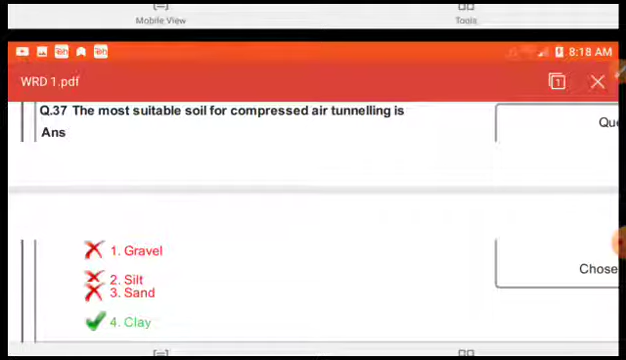 Mobile View
Tools
8:18 AM
WRD 1.pdf
1
Q.37 The most suitable soil for compressed air tunnelling is
Ans
Que
1. Gravel
2. Silt
3. Sand
Chose
4. Clay